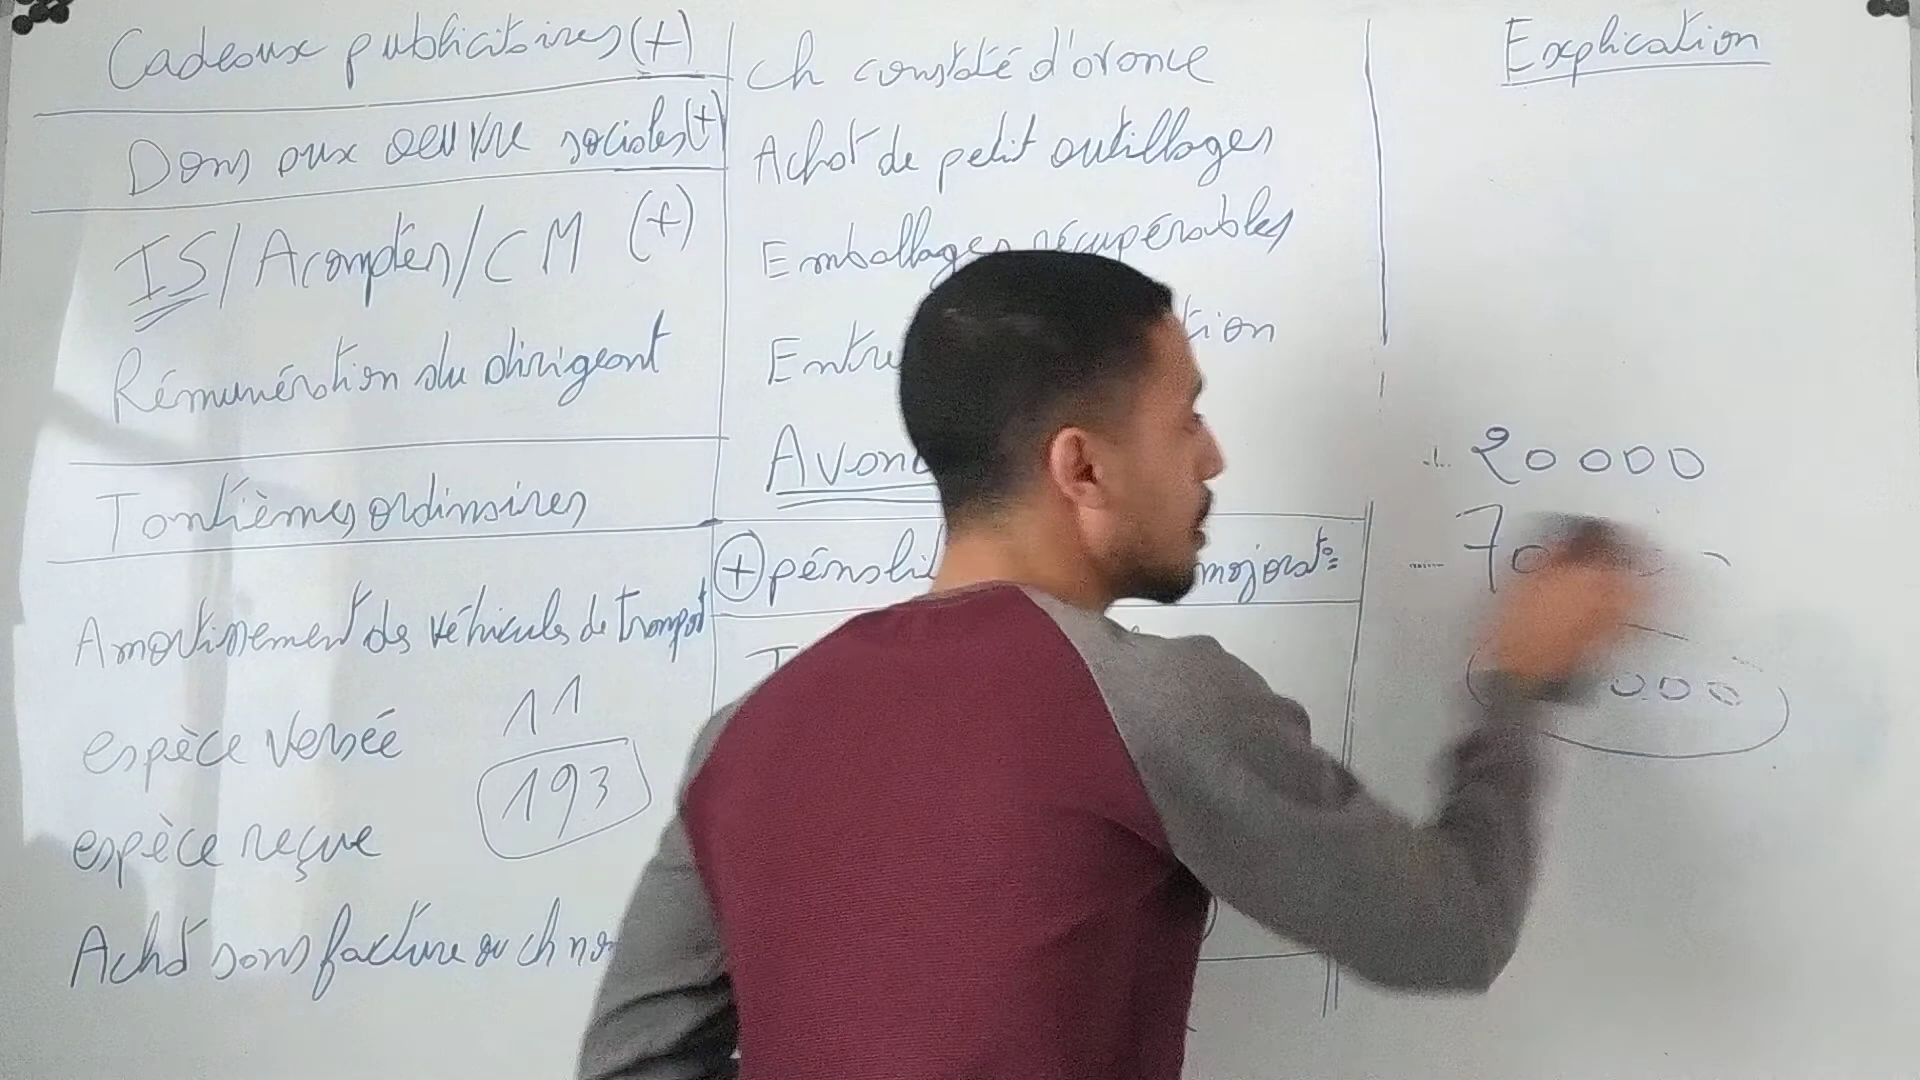 Cadeaux publicitaires (+)
Dons aux oeuvre sociales (+)
IS / Acomptes / CM (+)
Rémunération du dirigeant
Tantièmes ordinaires
Amortissement des véhicules de transport
espèce versée
11
193
espèce reçue
Achat sans facture ou ch no
ch constaté d'avance
Achat de petit outillages
Emballages récupérables
Entre tion
Avan
+ pénali majorat°
Explication
20000